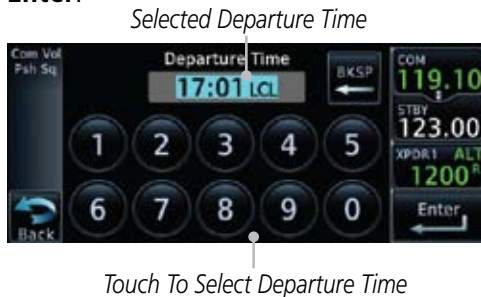 Enter.
Selected Departure Time
Com Vol
Psh Sq
Departure Time
17:01 LCL
BKSP
COM
119.10
STBY
123.00
1 2 3 4 5
XPDR1 ALT
1200 R
6 7 8 9 0
Enter
Back
Touch To Select Departure Time